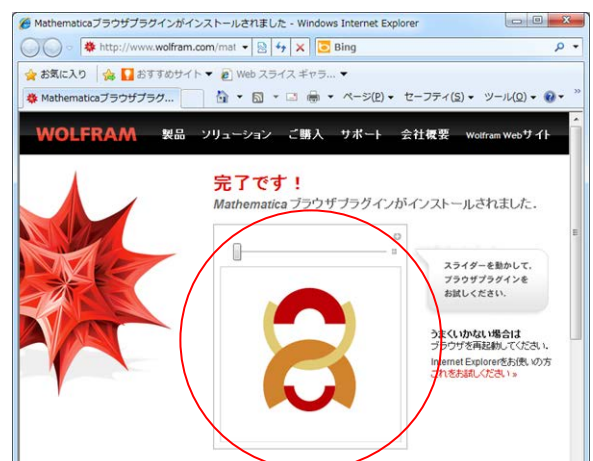 Mathematicaブラウザプラグインがインストールされました - Windows Internet Explorer
http://www.wolfram.com/mat
Bing
お気に入り
おすすめサイト ▼
Web スライス ギャラ... ▼
Mathematicaブラウザプラグ...
ページ(P) ▼ セーフティ(S) ▼ ツール(O) ▼
WOLFRAM 製品 ソリューション ご購入 サポート 会社概要 Wolfram Webサイト
完了です！
Mathematica ブラウザプラグインがインストールされました.
スライダーを動かして,
ブラウザプラグインを
お試しください.
うまくいかない場合は
ブラウザを再起動してください.
Internet Explorerをお使いの方
これをお試しください »